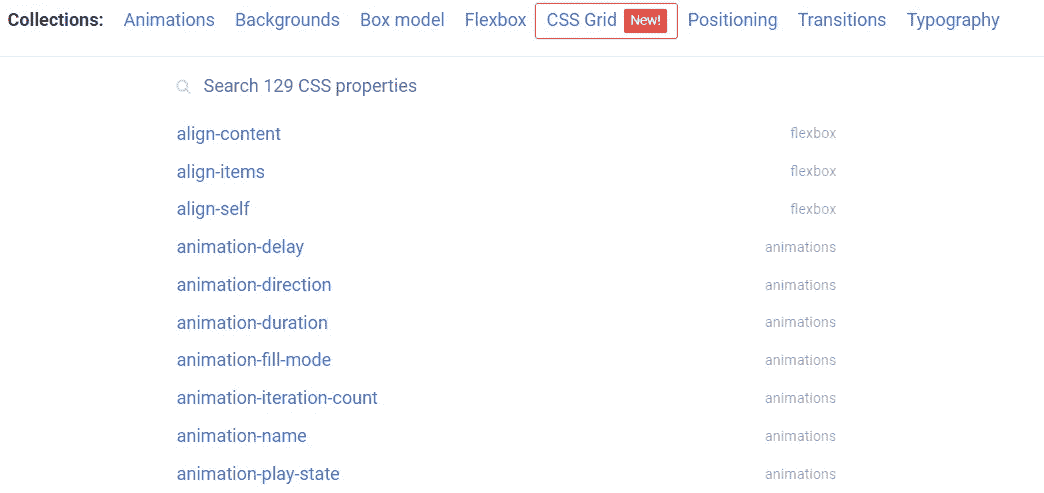 Collections: Animations Backgrounds Box model Flexbox CSS Grid New! Positioning Transitions Typography
Search 129 CSS properties
align-content flexbox
align-items flexbox
align-self flexbox
animation-delay animations
animation-direction animations
animation-duration animations
animation-fill-mode animations
animation-iteration-count animations
animation-name animations
animation-play-state animations